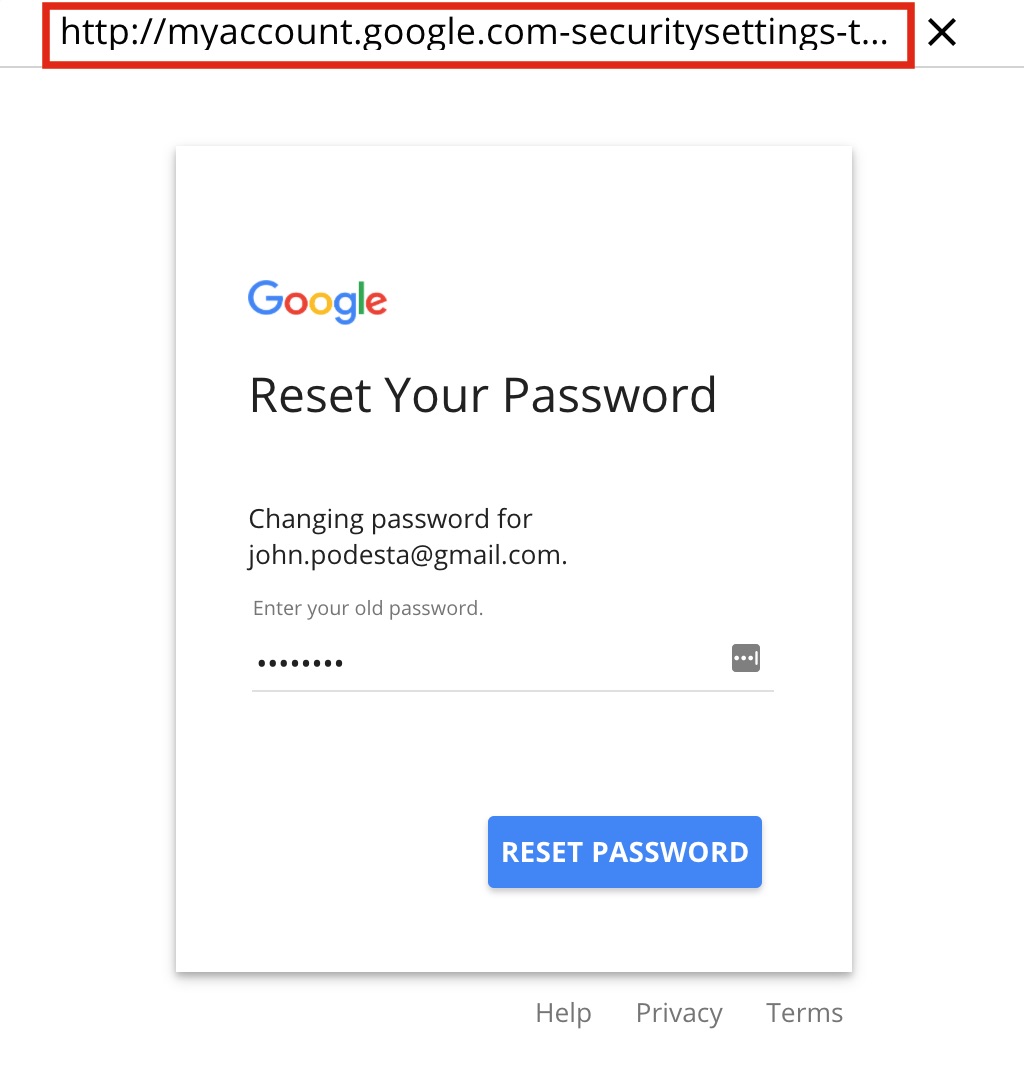 http://myaccount.google.com-securitysettings-t...
Google
Reset Your Password
Changing password for
john.podesta@gmail.com.
Enter your old password.
••••••••
RESET PASSWORD
Help Privacy Terms